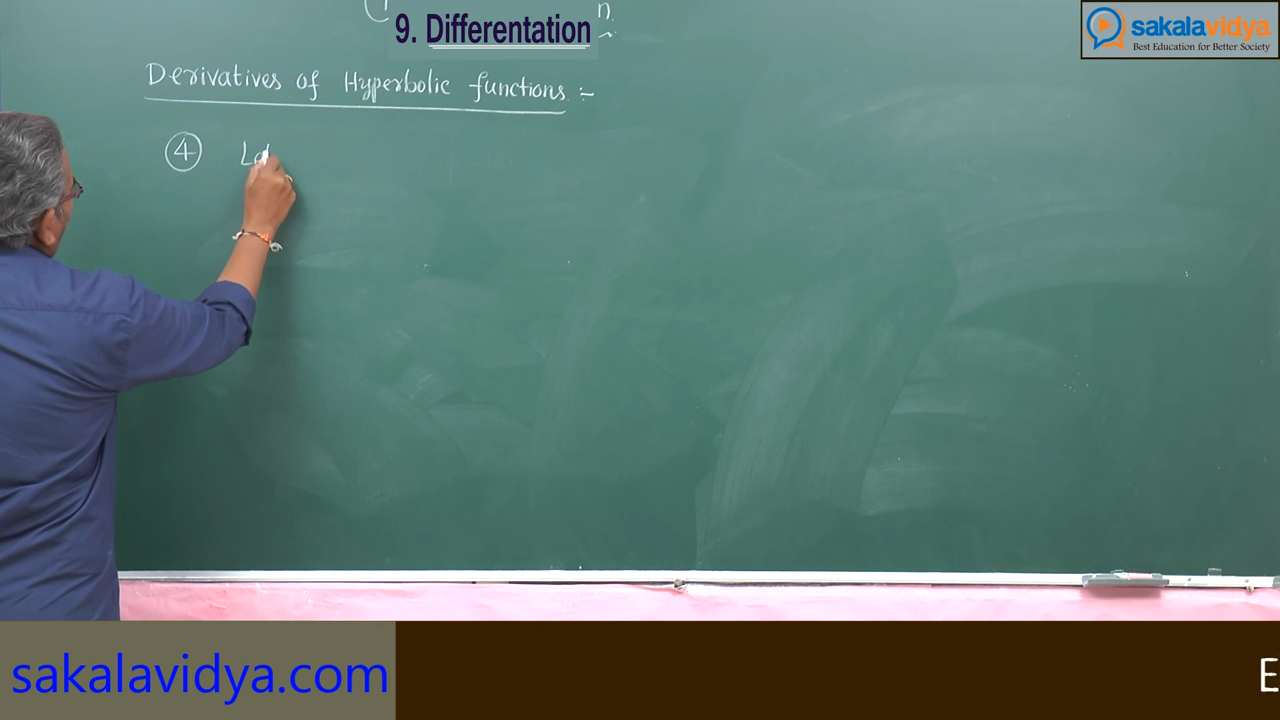 9. Differentation
sakalavidya
Best Education for Better Society
Derivatives of Hyperbolic functions :-
4
sakalavidya.com
E